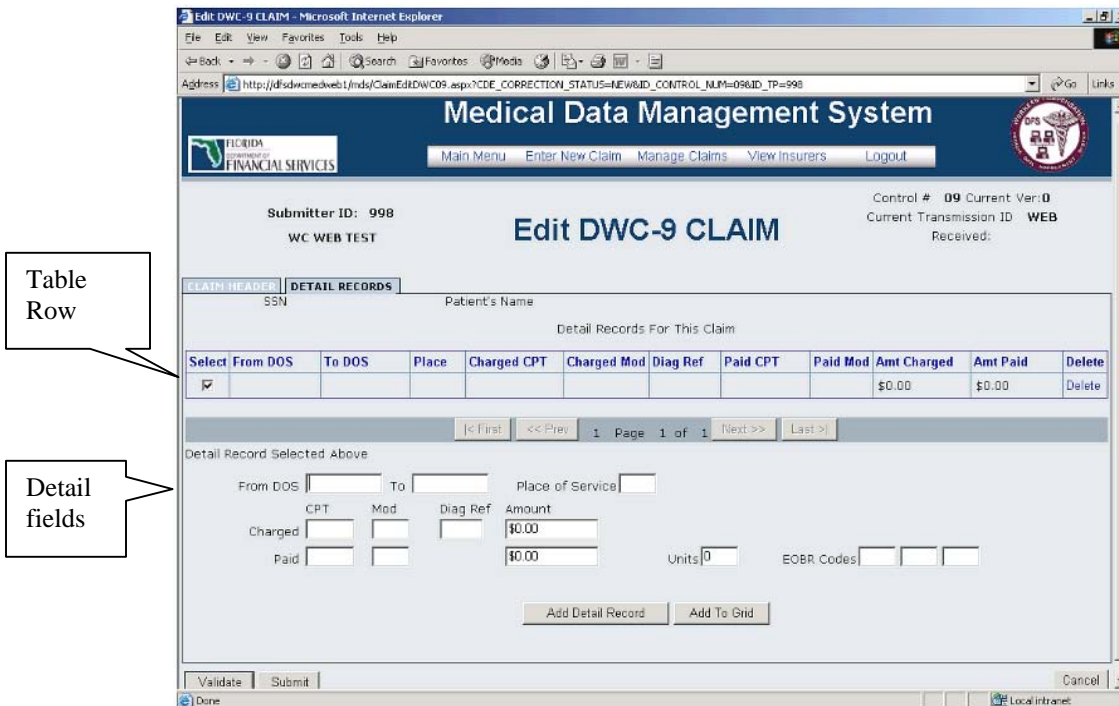 Edit DWC-9 CLAIM - Microsoft Internet Explorer
File Edit View Favorites Tools Help
Back Search Favorites Media
Address http://dfsdwcmedweb1/mds/ClaimEditDWC09.aspx?CDE_CORRECTION_STATUS=NEW&ID_CONTROL_NUM=09&ID_TP=998 Go Links
Medical Data Management System
FLORIDA
DEPARTMENT OF
FINANCIAL SERVICES
DFS
Main Menu Enter New Claim Manage Claims View Insurers Logout
Submitter ID: 998
WC WEB TEST
Edit DWC-9 CLAIM
Control # 09 Current Ver:0
Current Transmission ID WEB
Received:
Table
Row
CLAIM HEADER DETAIL RECORDS
SSN Patient's Name
Detail Records For This Claim
Select From DOS To DOS Place Charged CPT Charged Mod Diag Ref Paid CPT Paid Mod Amt Charged Amt Paid Delete
$0.00 $0.00 Delete
|< First << Prev 1 Page 1 of 1 Next >> Last >|
Detail Record Selected Above
Detail
fields
From DOS To Place of Service
CPT Mod Diag Ref Amount
Charged $0.00
Paid $0.00 Units 0 EOBR Codes
Add Detail Record Add To Grid
Validate Submit Cancel
Done Local intranet